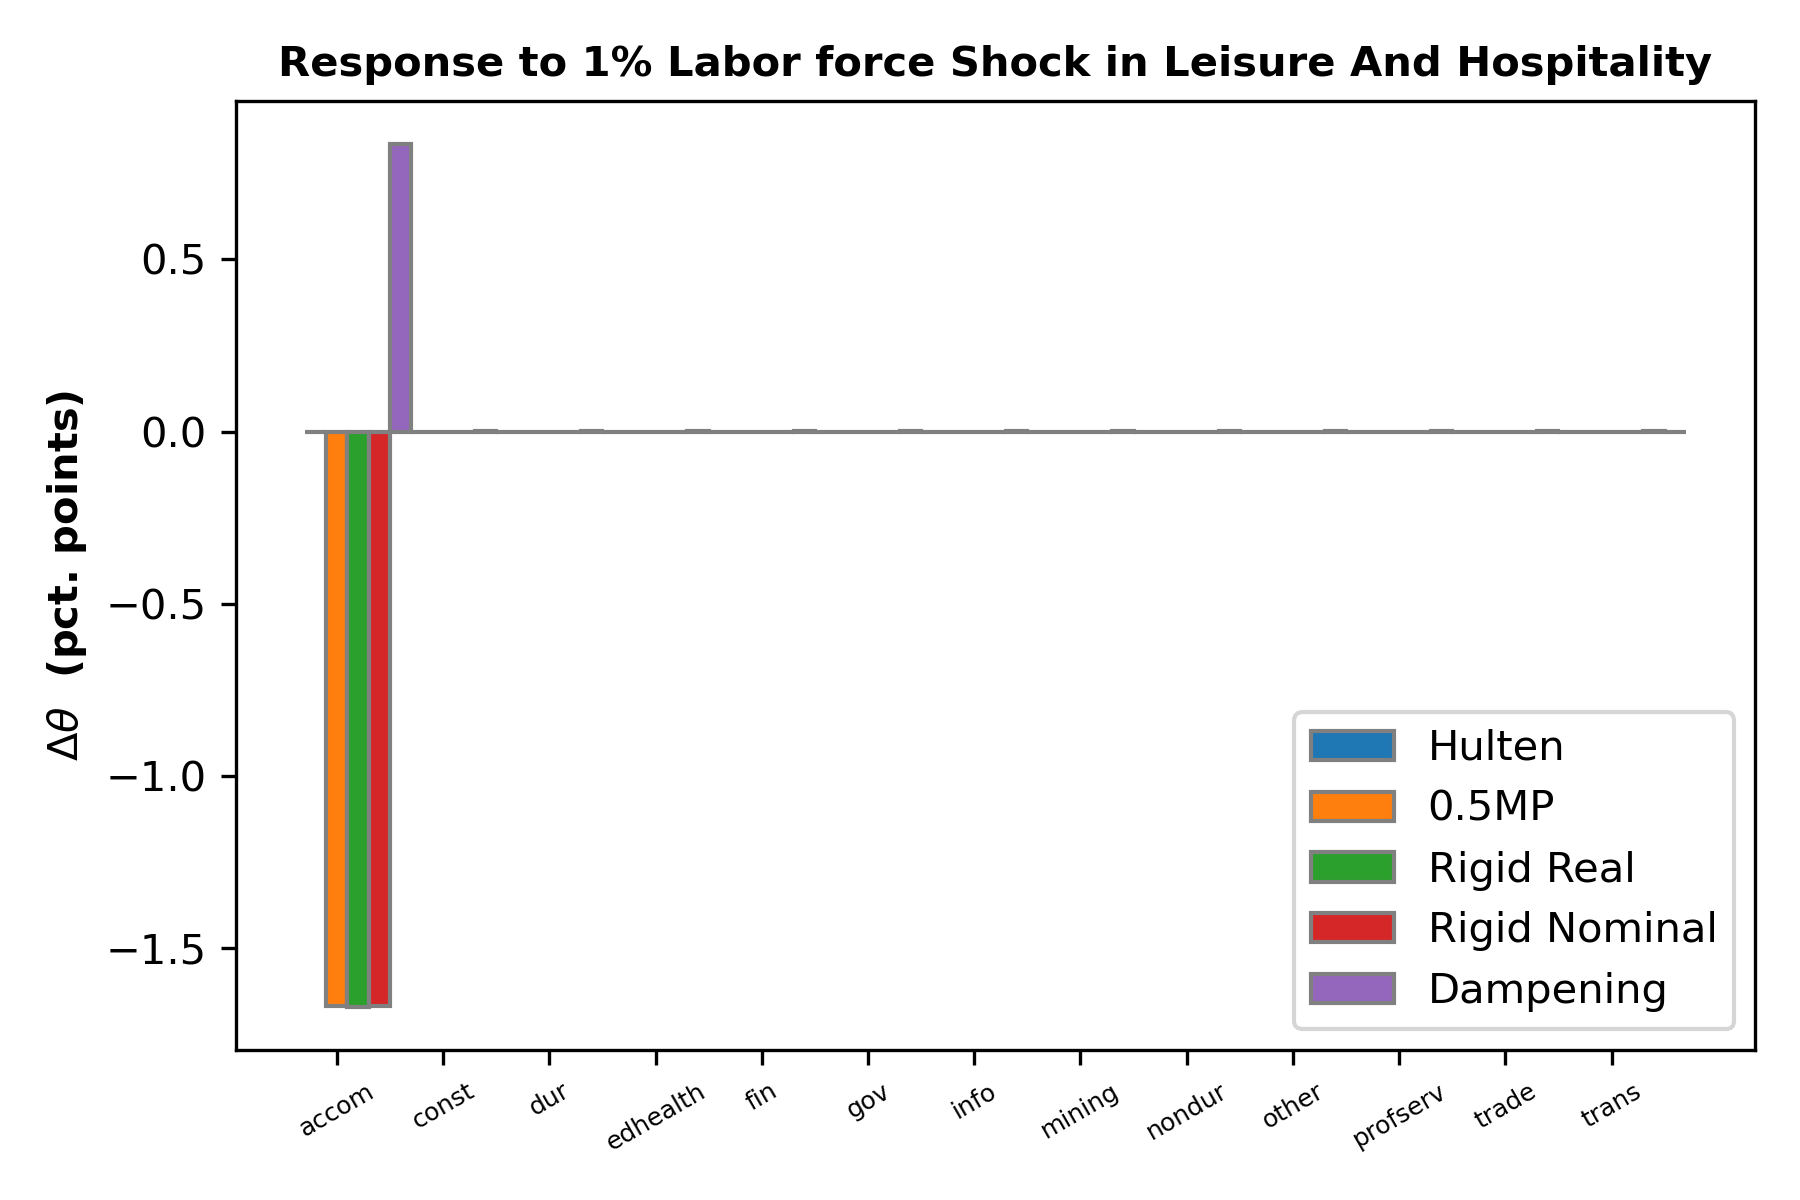 Response to 1% Labor force Shock in Leisure And Hospitality
Δθ (pct. points)
0.5
0.0
−0.5
−1.0
−1.5
accom
const
dur
edhealth
fin
gov
info
mining
nondur
other
profserv
trade
trans
Hulten
0.5MP
Rigid Real
Rigid Nominal
Dampening